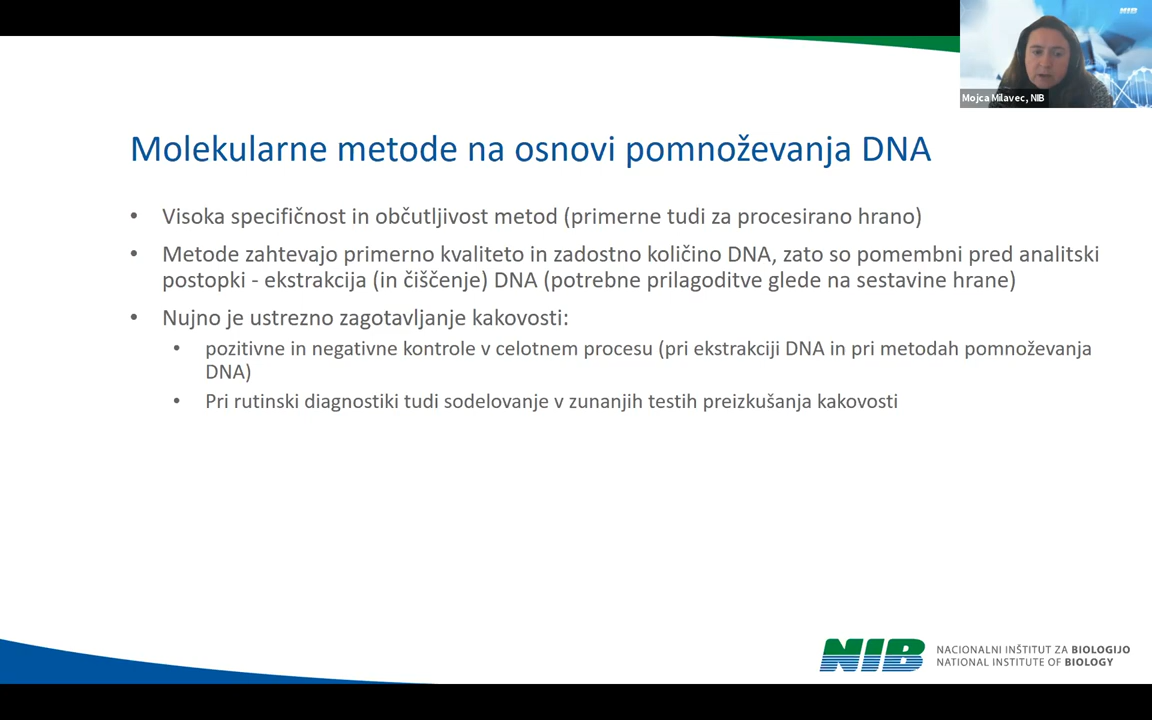 NIB
Mojca Milavec, NIB
Molekularne metode na osnovi pomnoževanja DNA
• Visoka specifičnost in občutljivost metod (primerne tudi za procesirano hrano)
• Metode zahtevajo primerno kvaliteto in zadostno količino DNA, zato so pomembni pred analitski
postopki - ekstrakcija (in čiščenje) DNA (potrebne prilagoditve glede na sestavine hrane)
• Nujno je ustrezno zagotavljanje kakovosti:
• pozitivne in negativne kontrole v celotnem procesu (pri ekstrakciji DNA in pri metodah pomnoževanja
DNA)
• Pri rutinski diagnostiki tudi sodelovanje v zunanjih testih preizkušanja kakovosti
NIB
NACIONALNI INŠTITUT ZA BIOLOGIJO
NATIONAL INSTITUTE OF BIOLOGY